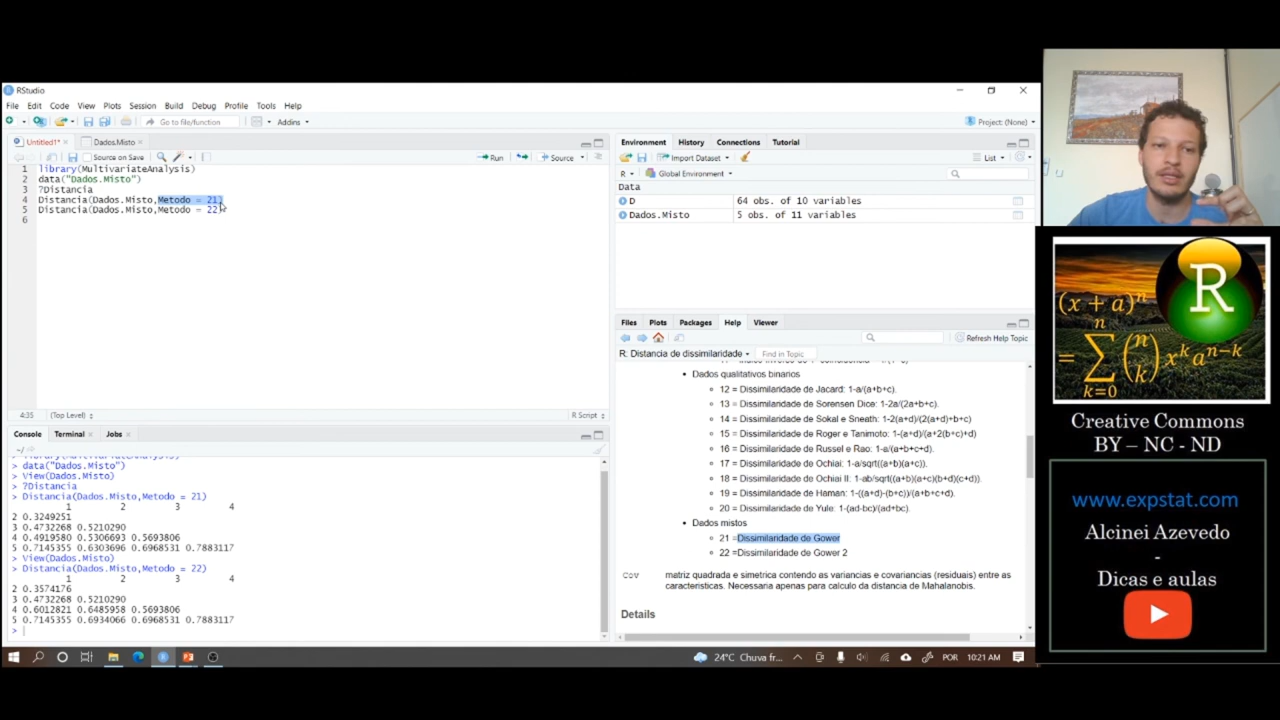 RStudio
File Edit Code View Plots Session Build Debug Profile Tools Help
Go to file/function Addins Project: (None)
Untitled1* Dados.Misto
Source on Save Run Source
1 library(MultivariateAnalysis)
2 data("Dados.Misto")
3 ?Distancia
4 Distancia(Dados.Misto,Metodo = 21)
5 Distancia(Dados.Misto,Metodo = 22)
6
4:35 (Top Level) R Script
Console Terminal Jobs
~/
> data("Dados.Misto")
> View(Dados.Misto)
> ?Distancia
> Distancia(Dados.Misto,Metodo = 21)
1 2 3 4
2 0.3249251
3 0.4732268 0.5210290
4 0.4919580 0.5306693 0.5693806
5 0.7145355 0.6303696 0.6968531 0.7883117
> View(Dados.Misto)
> Distancia(Dados.Misto,Metodo = 22)
1 2 3 4
2 0.3574176
3 0.4732268 0.5210290
4 0.6012821 0.6485958 0.5693806
5 0.7145355 0.6934066 0.6968531 0.7883117
>
Environment History Connections Tutorial
Import Dataset List
R Global Environment
Data
D 64 obs. of 10 variables
Dados.Misto 5 obs. of 11 variables
Files Plots Packages Help Viewer
Refresh Help Topic
R: Distancia de dissimilaridade Find in Topic
• Dados qualitativos binarios
12 = Dissimilaridade de Jacard: 1-a/(a+b+c).
13 = Dissimilaridade de Sorensen Dice: 1-2a/(2a+b+c).
14 = Dissimilaridade de Sokal e Sneath: 1-2(a+d)/(2(a+d)+b+c)
15 = Dissimilaridade de Roger e Tanimoto: 1-(a+d)/(a+2(b+c)+d)
16 = Dissimilaridade de Russel e Rao: 1-a/(a+b+c+d).
17 = Dissimilaridade de Ochiai: 1-a/sqrt((a+b)(a+c)).
18 = Dissimilaridade de Ochiai II: 1-ab/sqrt((a+b)(a+c)(b+d)(c+d)).
19 = Dissimilaridade de Haman: 1-((a+d)-(b+c))/(a+b+c+d).
20 = Dissimilaridade de Yule: 1-(ad-bc)/(ad+bc).
• Dados mistos
21 =Dissimilaridade de Gower
22 =Dissimilaridade de Gower 2
Cov matriz quadrada e simetrica contendo as variancias e covariancias (residuais) entre as
caracteristicas. Necessaria apenas para calculo da distancia de Mahalanobis.
Details
24°C Chuva fr... POR 10:21 AM
R
(x + a)^n
= ∑ n k=0 (n k) x^k a^{n−k}
Creative Commons
BY – NC - ND
www.expstat.com
Alcinei Azevedo
-
Dicas e aulas